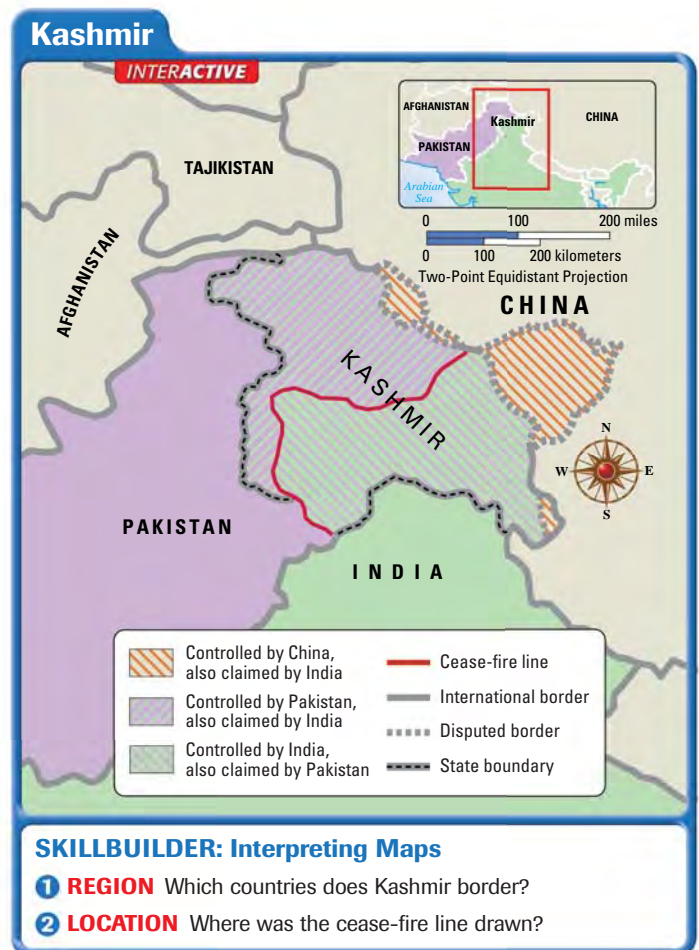 Kashmir
INTERACTIVE
AFGHANISTAN
Kashmir
CHINA
PAKISTAN
Arabian
Sea
TAJIKISTAN
0 100 200 miles
0 100 200 kilometers
Two-Point Equidistant Projection
AFGHANISTAN
CHINA
KASHMIR
N
W E
S
PAKISTAN
INDIA
Controlled by China,
also claimed by India
Controlled by Pakistan,
also claimed by India
Controlled by India,
also claimed by Pakistan
Cease-fire line
International border
Disputed border
State boundary
SKILLBUILDER: Interpreting Maps
1 REGION Which countries does Kashmir border?
2 LOCATION Where was the cease-fire line drawn?